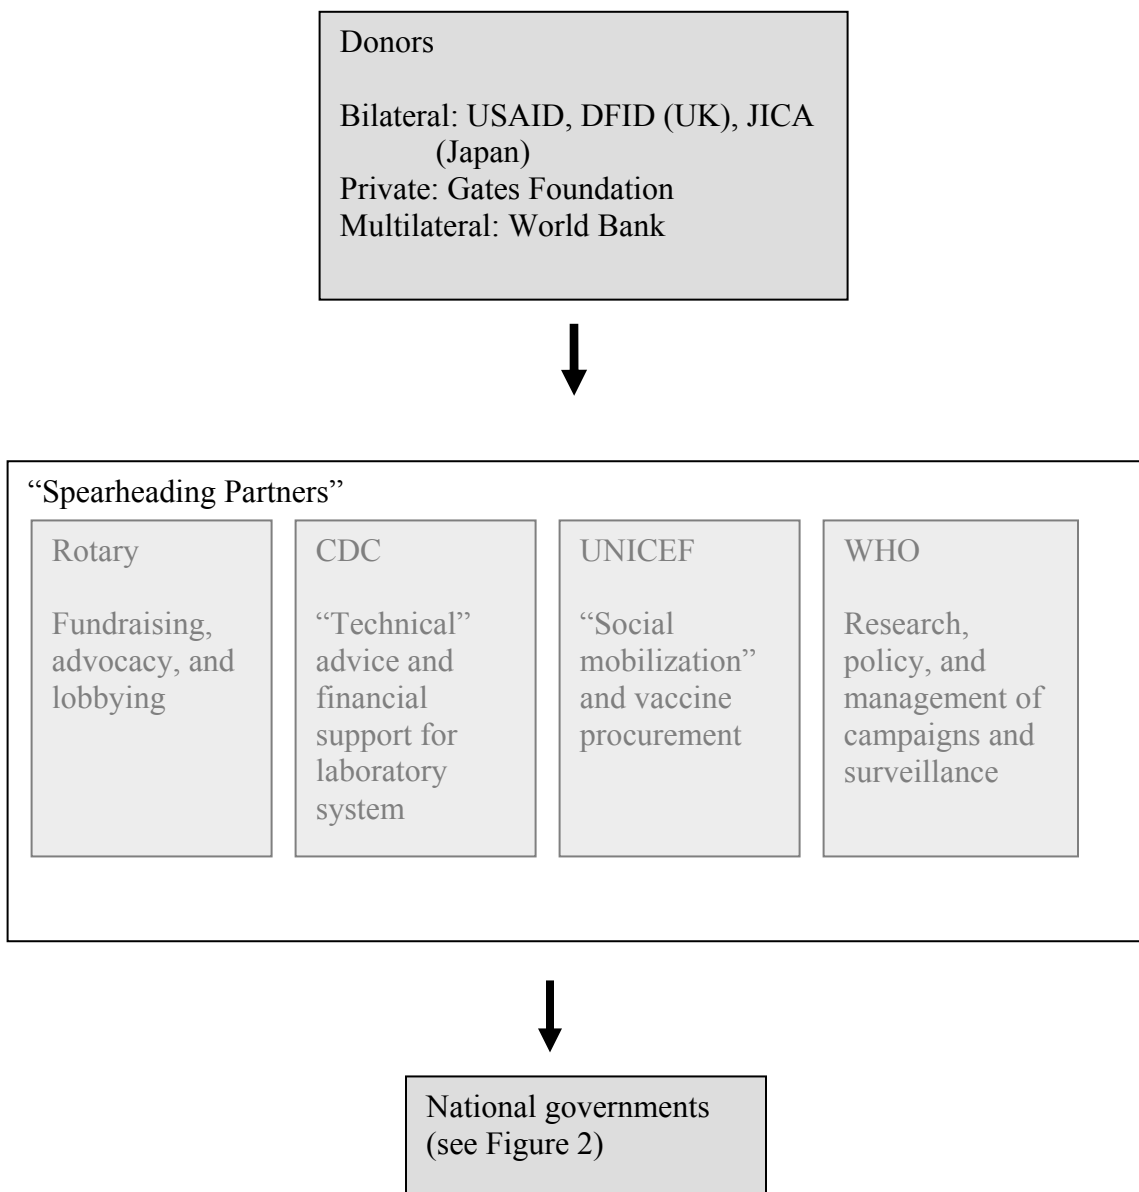 Donors
Bilateral: USAID, DFID (UK), JICA
(Japan)
Private: Gates Foundation
Multilateral: World Bank
“Spearheading Partners”
Rotary
Fundraising,
advocacy, and
lobbying
CDC
“Technical”
advice and
financial
support for
laboratory
system
UNICEF
“Social
mobilization”
and vaccine
procurement
WHO
Research,
policy, and
management of
campaigns and
surveillance
National governments
(see Figure 2)